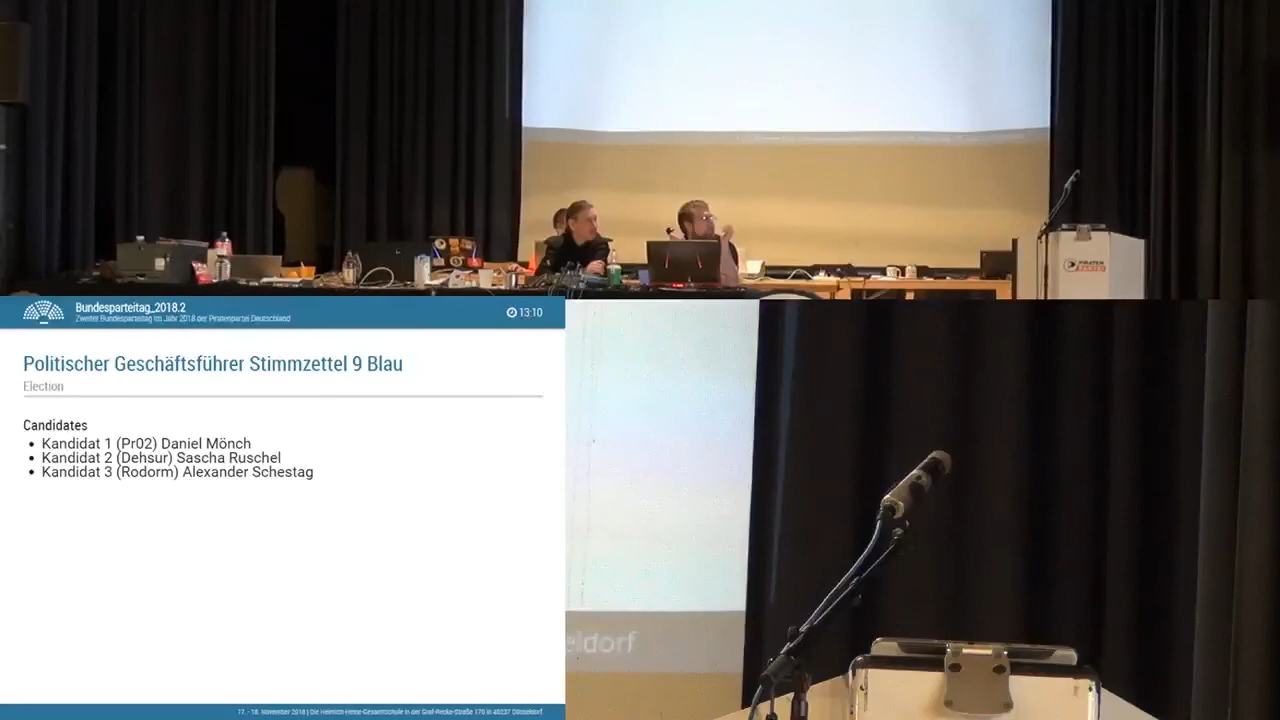 PIRATEN
PARTEI
Bundesparteitag_2018.2
Zweiter Bundesparteitag im Jahr 2018 der Piratenpartei Deutschland
13:10
Politischer Geschäftsführer Stimmzettel 9 Blau
Election
Candidates
• Kandidat 1 (Pr02) Daniel Mönch
• Kandidat 2 (Dehsur) Sascha Ruschel
• Kandidat 3 (Rodorm) Alexander Schestag
eldorf
17. - 18. November 2018 | Die Heinrich-Heine-Gesamtschule in der Graf-Recke-Straße 170 in 40237 Düsseldorf